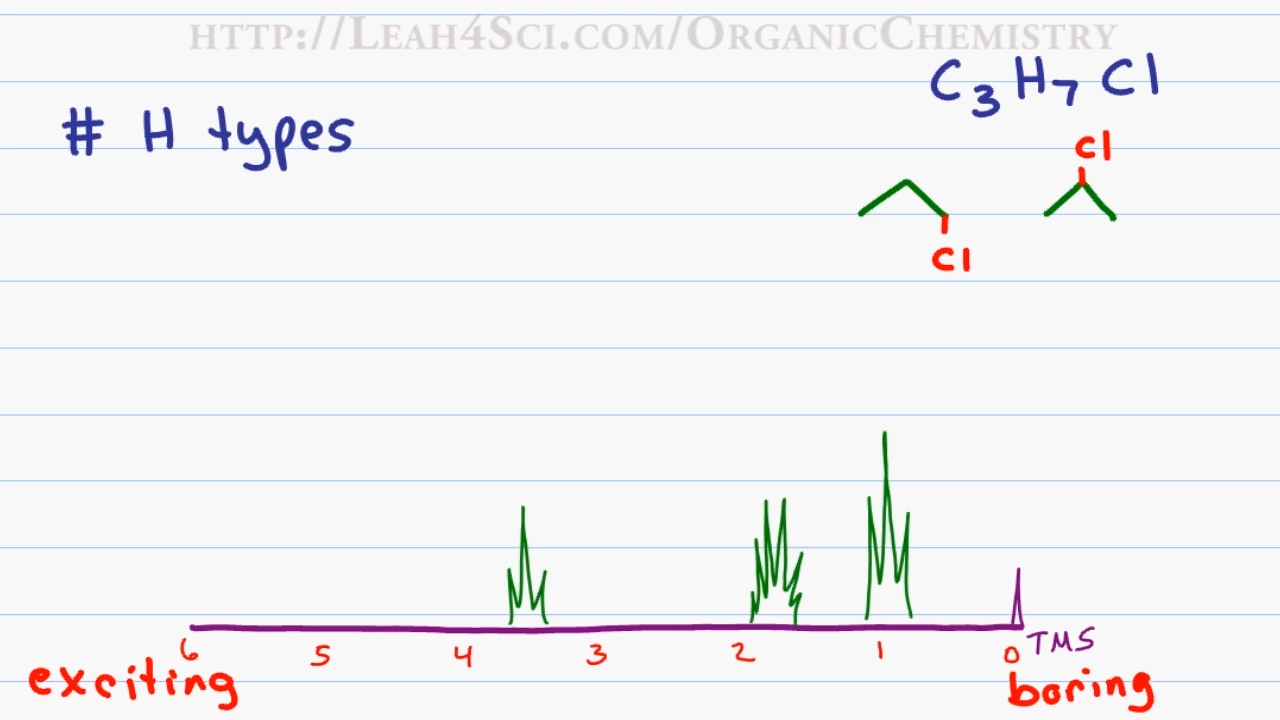 HTTP://LEAH4SCI.COM/ORGANICCHEMISTRY
C₃H₇Cl
# H types
Cl
Cl
6 5 4 3 2 1 0 TMS
exciting boring